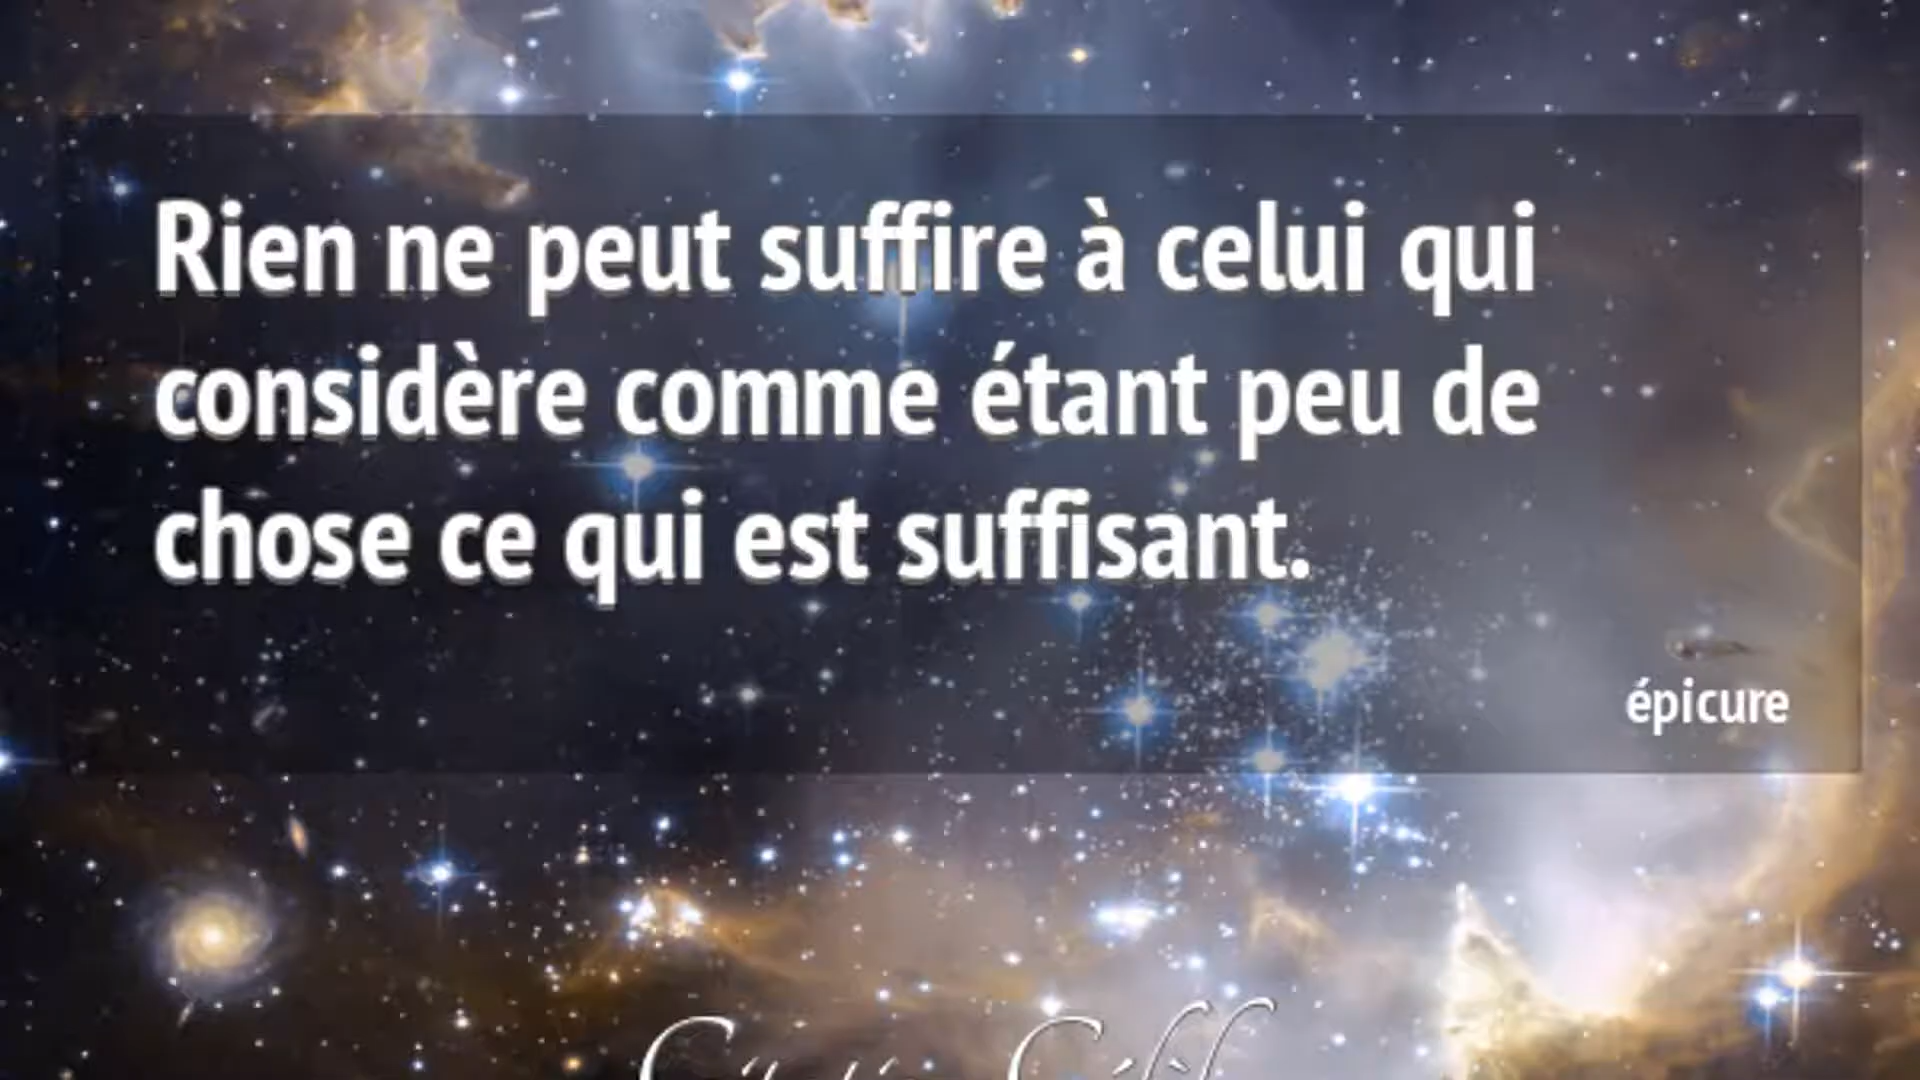 Rien ne peut suffire à celui qui
considère comme étant peu de
chose ce qui est suffisant.
épicure